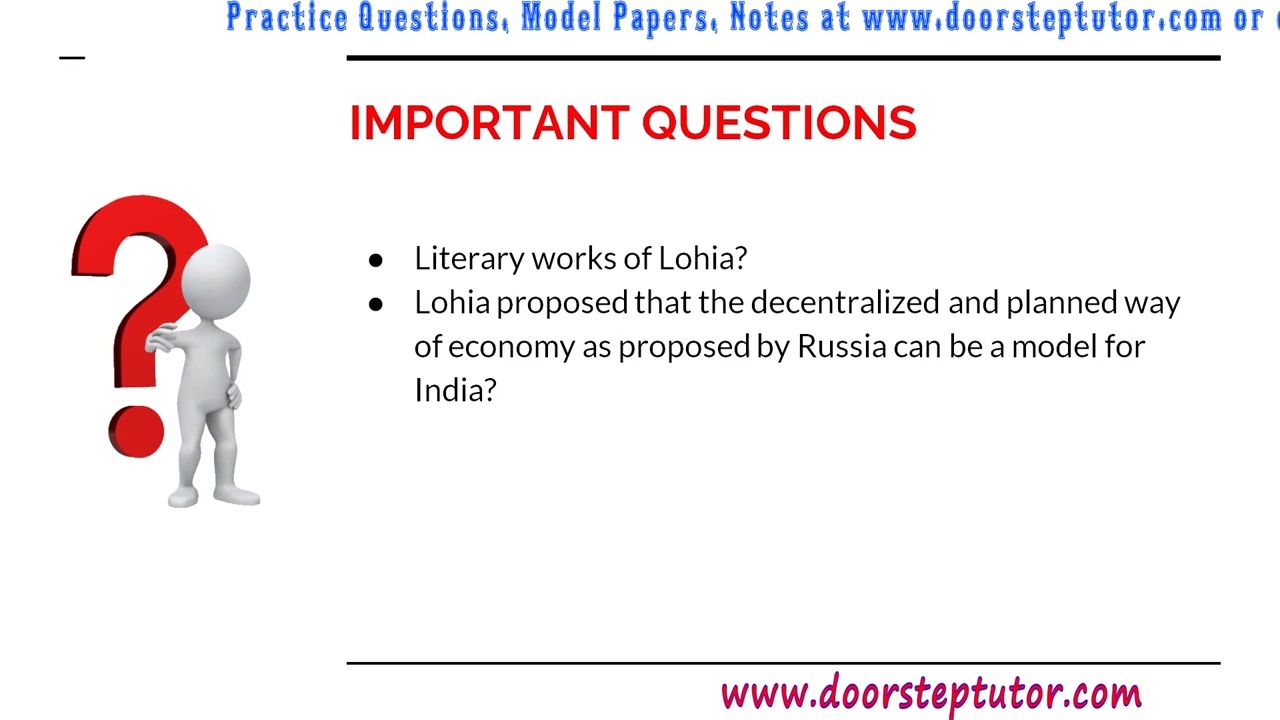 Practice Questions, Model Papers, Notes at www.doorsteptutor.com or
IMPORTANT QUESTIONS
● Literary works of Lohia?
● Lohia proposed that the decentralized and planned way
of economy as proposed by Russia can be a model for
India?
www.doorsteptutor.com